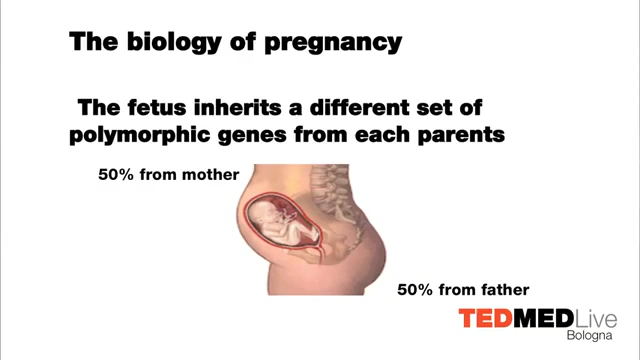 The biology of pregnancy
The fetus inherits a different set of
polymorphic genes from each parents
50% from mother
50% from father
TEDMEDLive
Bologna